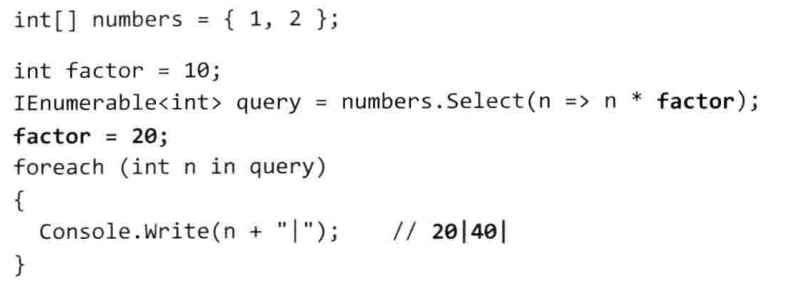 int[] numbers = { 1, 2 };
int factor = 10;
IEnumerable<int> query = numbers.Select(n => n * factor);
factor = 20;
foreach (int n in query)
{
  Console.Write(n + "|");    // 20|40|
}